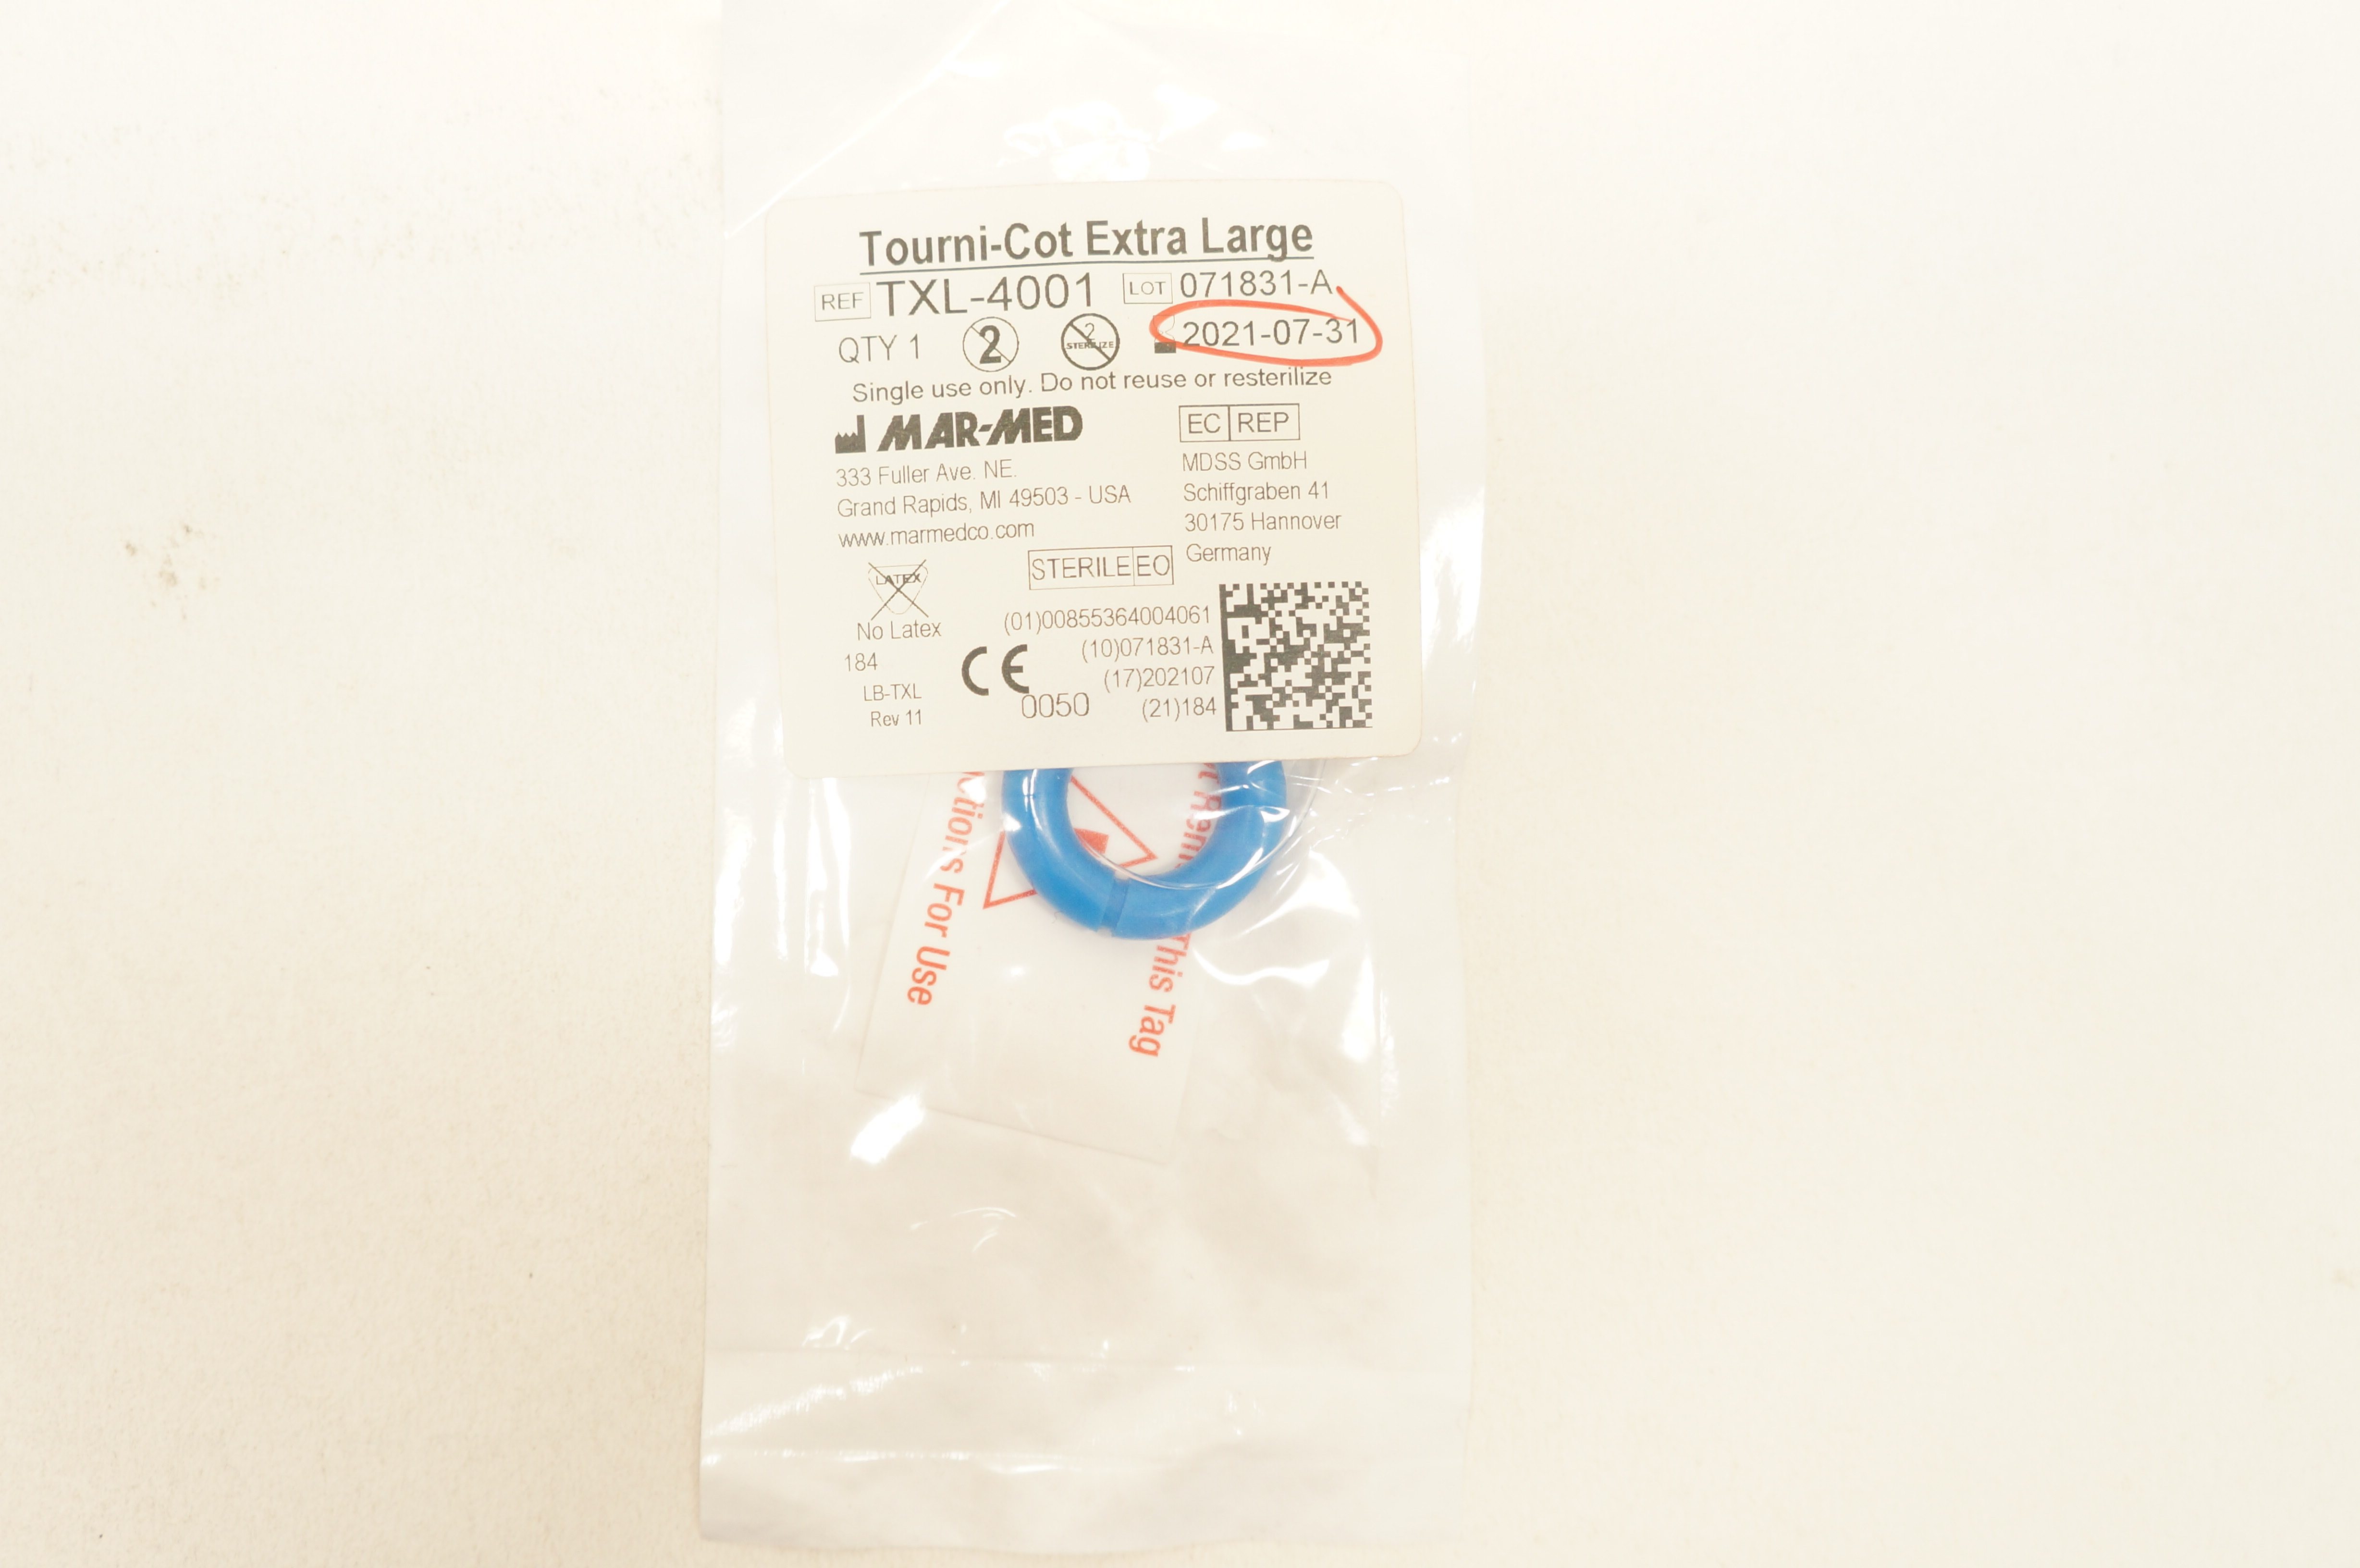 Tourni-Cot Extra Large
REF TXL-4001 LOT 071831-A
QTY 1 2 2 STERILIZE 2021-07-31
Single use only. Do not reuse or resterilize
MAR-MED
333 Fuller Ave. NE.
Grand Rapids, MI 49503 - USA
www.marmedco.com
EC REP
MDSS GmbH
Schiffgraben 41
30175 Hannover
Germany
LATEX
No Latex
STERILE EO
184
LB-TXL
Rev 11
CE
0050
(01)00855364004061
(10)071831-A
(17)202107
(21)184
For Use
This Tag